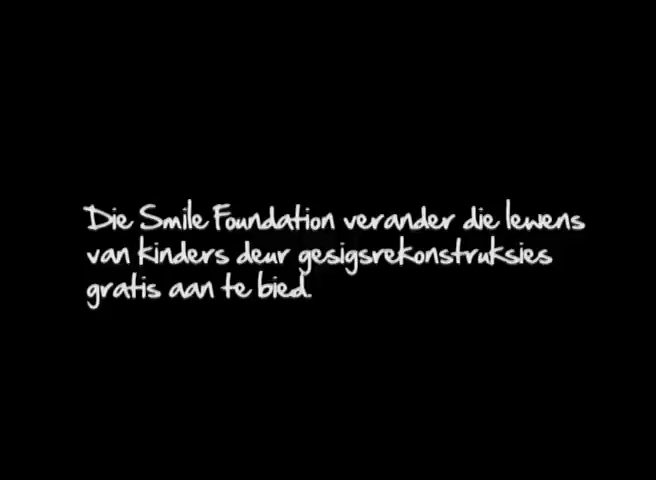 Die Smile Foundation verander die lewens
van kinders deur gesigsrekonstruksies
gratis aan te bied.